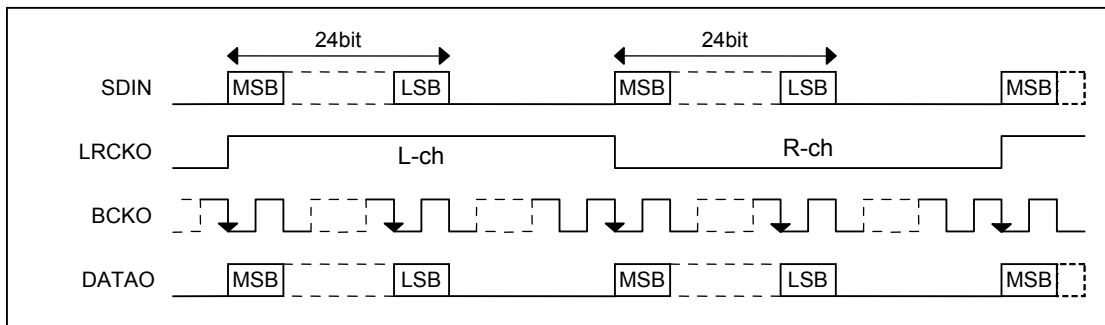 24bit 24bit
SDIN MSB LSB MSB LSB MSB
LRCKO L-ch R-ch
BCKO
DATAO MSB LSB MSB LSB MSB